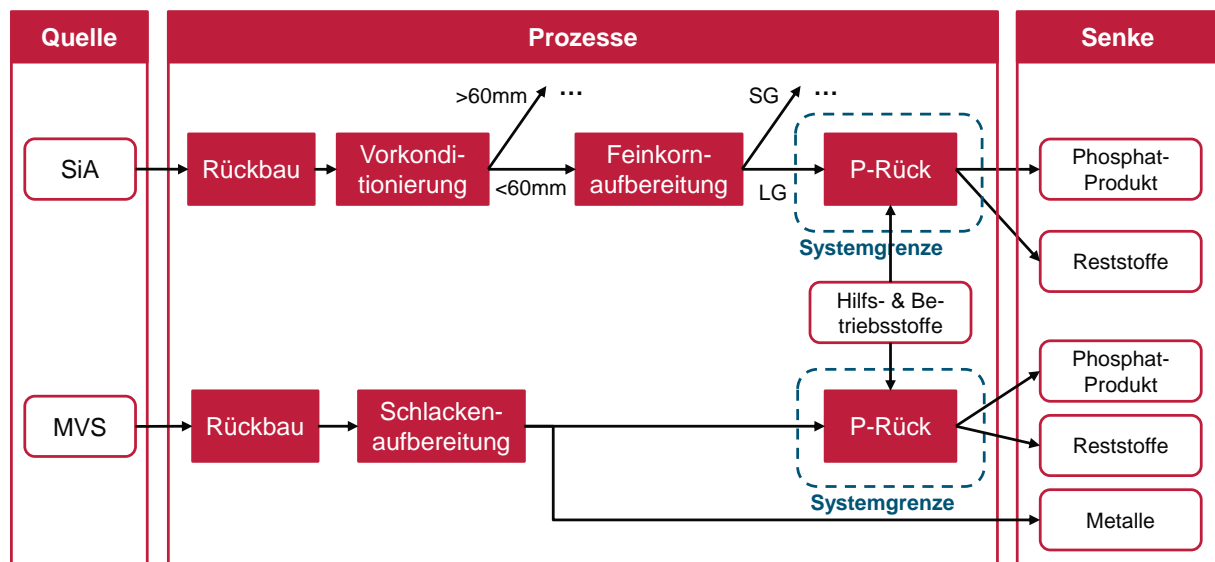 Quelle
Prozesse
Senke
>60mm
...
SG
...
SiA
Rückbau
Vorkondi-
tionierung
<60mm
Feinkorn-
aufbereitung
LG
P-Rück
Systemgrenze
Phosphat-
Produkt
Reststoffe
Hilfs- & Be-
triebsstoffe
MVS
Rückbau
Schlacken-
aufbereitung
P-Rück
Systemgrenze
Phosphat-
Produkt
Reststoffe
Metalle